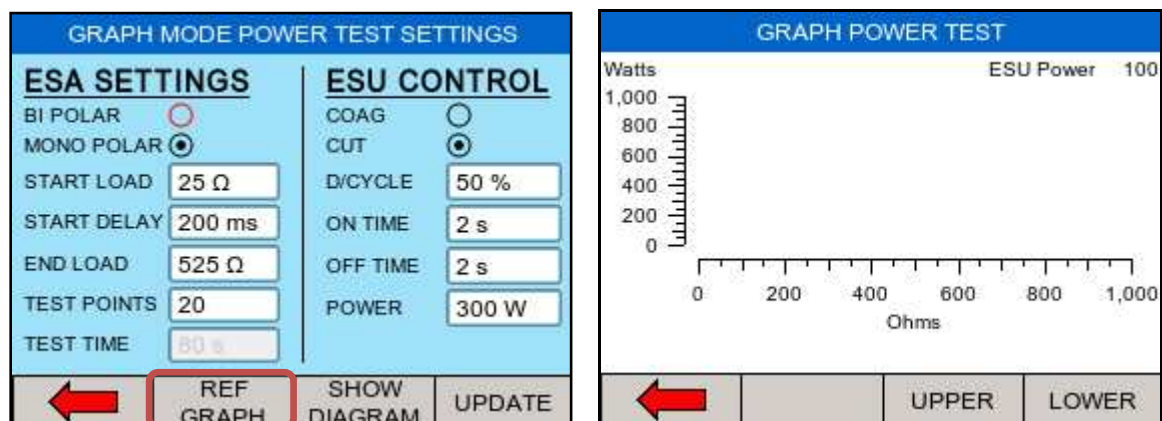 GRAPH MODE POWER TEST SETTINGS
ESA SETTINGS
BI POLAR
MONO POLAR
START LOAD 25 Ω
START DELAY 200 ms
END LOAD 525 Ω
TEST POINTS 20
TEST TIME 80 s
ESU CONTROL
COAG
CUT
D/CYCLE 50 %
ON TIME 2 s
OFF TIME 2 s
POWER 300 W
REF
GRAPH
SHOW
DIAGRAM
UPDATE
GRAPH POWER TEST
Watts ESU Power 100
1,000
800
600
400
200
0
0 200 400 600 800 1,000
Ohms
UPPER LOWER